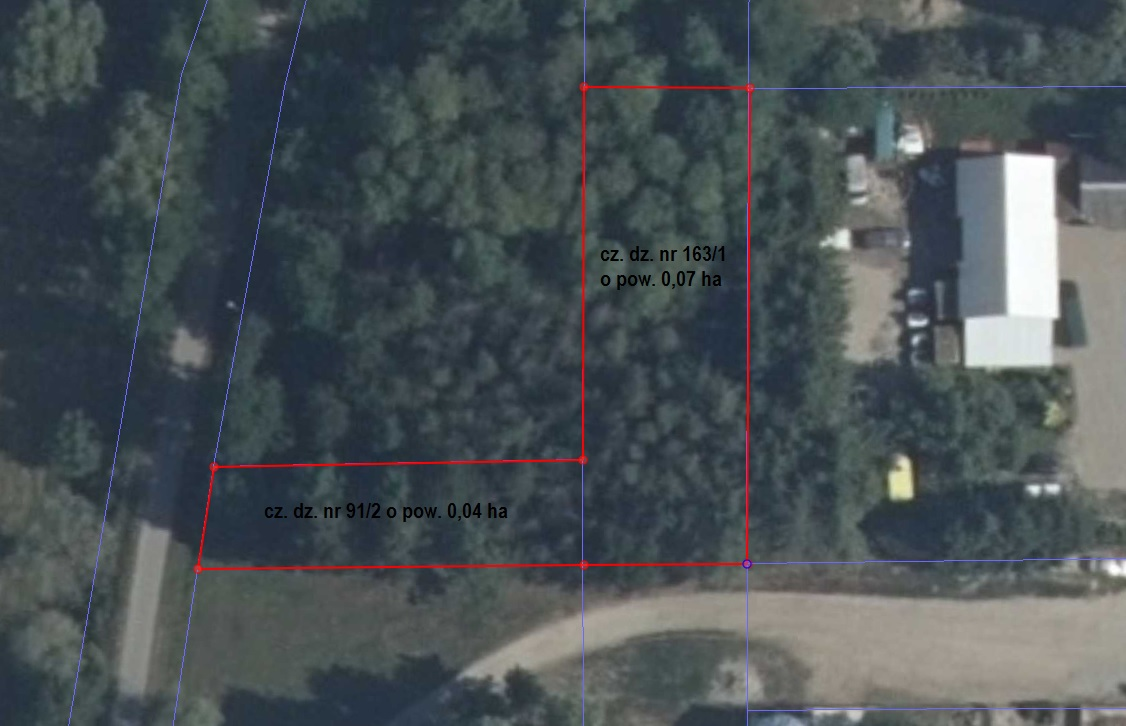 cz. dz. nr 163/1
o pow. 0,07 ha
cz. dz. nr 91/2 o pow. 0,04 ha